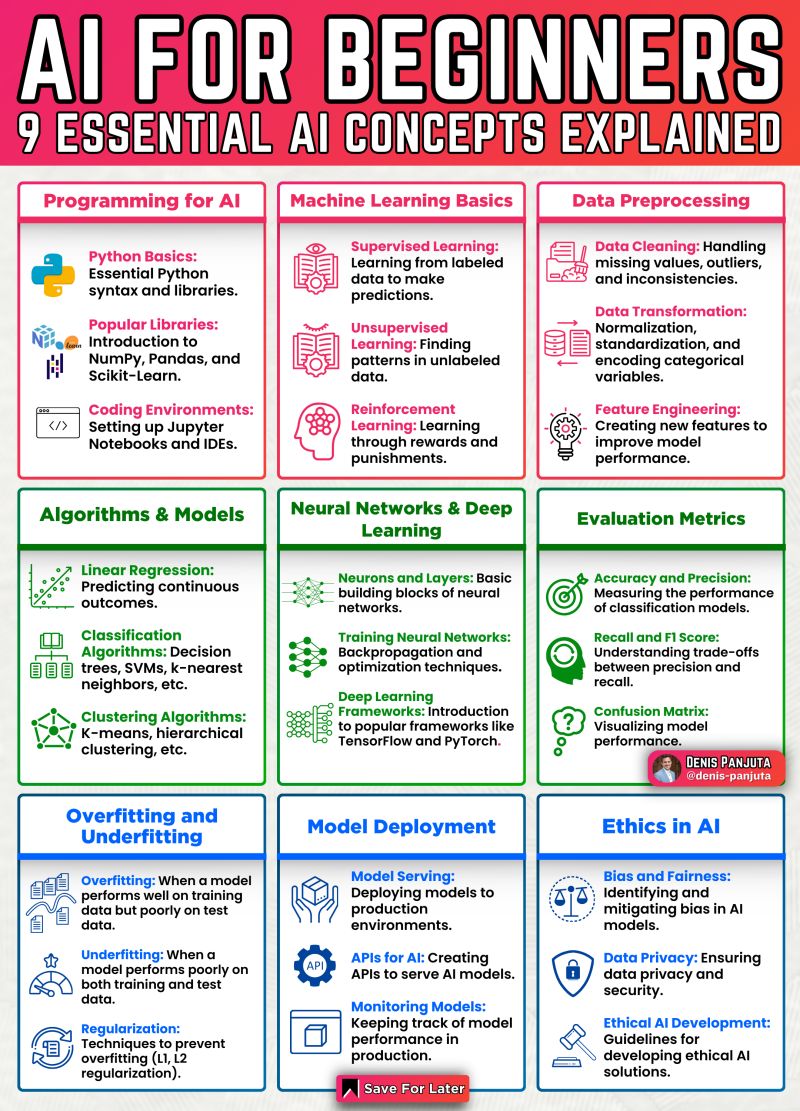 AI FOR BEGINNERS
9 ESSENTIAL AI CONCEPTS EXPLAINED
Programming for AI
Python Basics:
Essential Python
syntax and libraries.
Popular Libraries:
Introduction to
NumPy, Pandas, and
Scikit-Learn.
learn
Coding Environments:
Setting up Jupyter
Notebooks and IDEs.
Machine Learning Basics
Supervised Learning:
Learning from labeled
data to make
predictions.
Unsupervised
Learning: Finding
patterns in unlabeled
data.
Reinforcement
Learning: Learning
through rewards and
punishments.
Data Preprocessing
Data Cleaning: Handling
missing values, outliers,
and inconsistencies.
Data Transformation:
Normalization,
standardization, and
encoding categorical
variables.
Feature Engineering:
Creating new features to
improve model
performance.
Algorithms & Models
Linear Regression:
Predicting continuous
outcomes.
Classification
Algorithms: Decision
trees, SVMs, k-nearest
neighbors, etc.
Clustering Algorithms:
K-means, hierarchical
clustering, etc.
Neural Networks & Deep
Learning
Neurons and Layers: Basic
building blocks of neural
networks.
Training Neural Networks:
Backpropagation and
optimization techniques.
Deep Learning
Frameworks: Introduction
to popular frameworks like
TensorFlow and PyTorch.
Evaluation Metrics
Accuracy and Precision:
Measuring the performance
of classification models.
Recall and F1 Score:
Understanding trade-offs
between precision and
recall.
?
Confusion Matrix:
Visualizing model
performance.
DENIS PANJUTA
@denis-panjuta
Overfitting and
Underfitting
Overfitting: When a model
performs well on training
data but poorly on test
data.
Underfitting: When a
model performs poorly on
both training and test
data.
Regularization:
Techniques to prevent
overfitting (L1, L2
regularization).
Model Deployment
Model Serving:
Deploying models to
production
environments.
API
APIs for AI: Creating
APIs to serve AI models.
Monitoring Models:
Keeping track of model
performance in
production.
Ethics in AI
Bias and Fairness:
Identifying and
mitigating bias in AI
models.
Data Privacy: Ensuring
data privacy and
security.
Ethical AI Development:
Guidelines for
developing ethical AI
solutions.
Save For Later